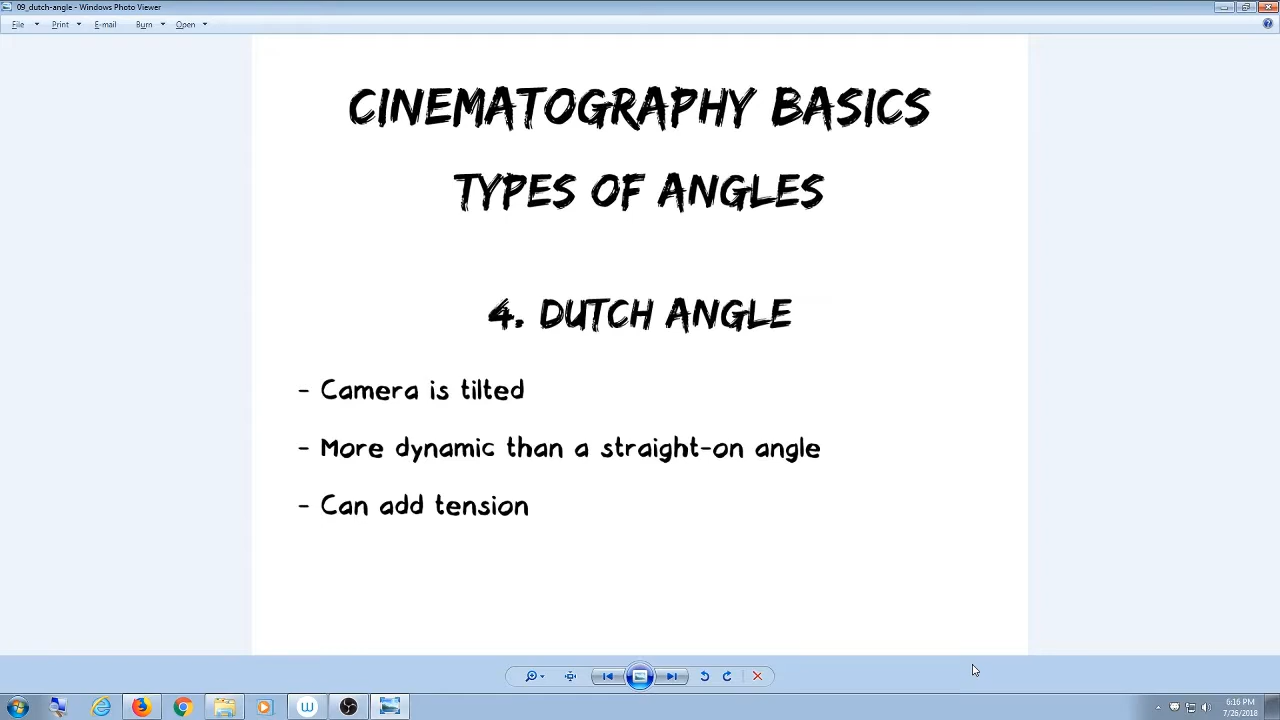 09_dutch-angle - Windows Photo Viewer
File Print E-mail Burn Open
CINEMATOGRAPHY BASICS
TYPES OF ANGLES
4. DUTCH ANGLE
- Camera is tilted
- More dynamic than a straight-on angle
- Can add tension
6:16 PM
7/26/2018